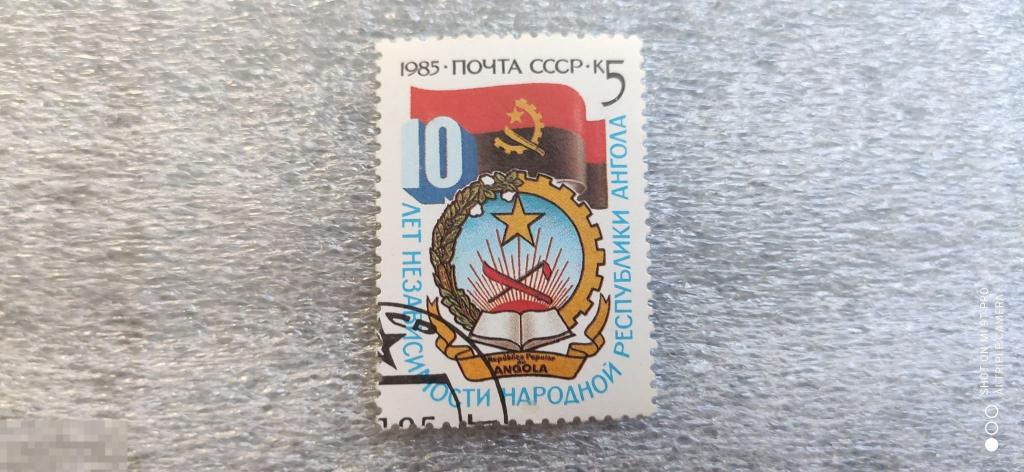 1985 · ПОЧТА СССР · К5
10
ЛЕТ НЕЗАВИСИМОСТИ НАРОДНОЙ РЕСПУБЛИКИ АНГОЛА
República Popular
de
ANGOLA
SHOT ON MI 9T PRO
AI TRIPLE CAMERA